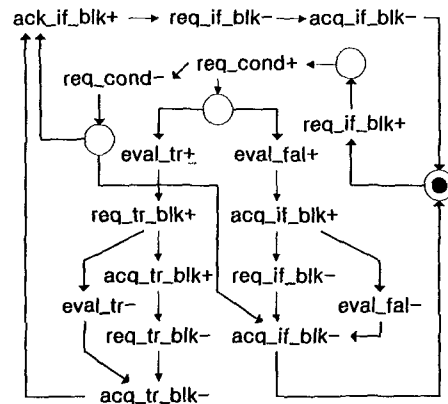 ack_if_blk+ req_if_blk- acq_if_blk-
req_cond+
req_cond-
req_if_blk+
eval_tr+ eval_fal+
req_tr_blk+ acq_if_blk+
acq_tr_blk+ req_if_blk-
eval_tr- eval_fal-
req_tr_blk- acq_if_blk-
acq_tr_blk-